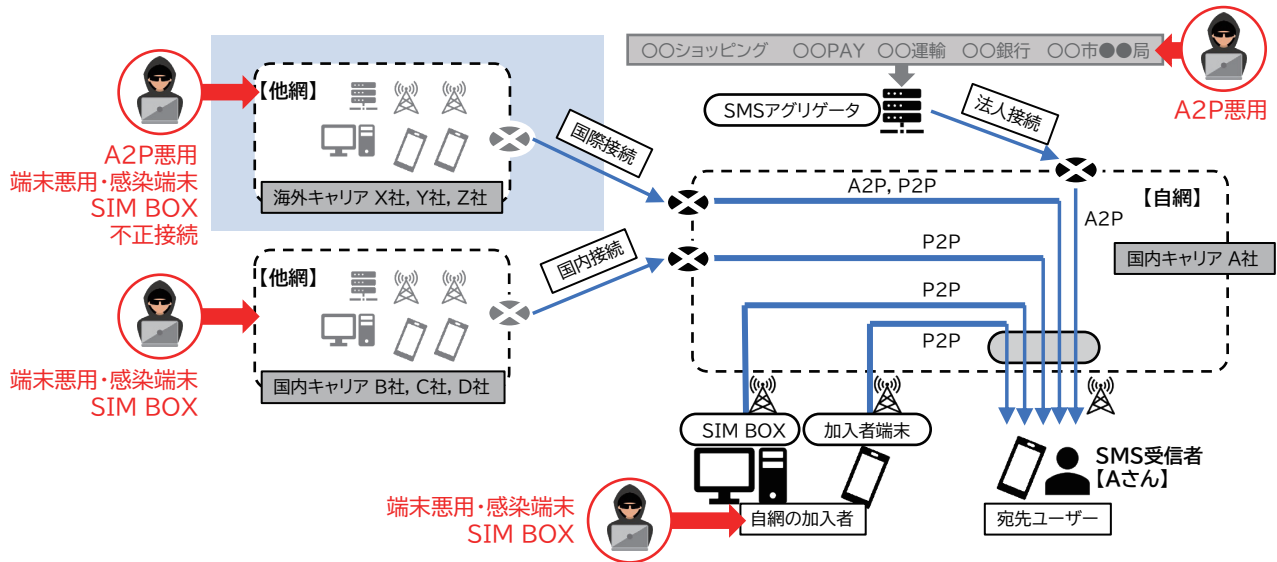 〇〇ショッピング 〇〇PAY 〇〇運輸 〇〇銀行 〇〇市●●局
A2P悪用
SMSアグリゲータ
法人接続
【他網】
海外キャリア X社, Y社, Z社
国際接続
A2P悪用
端末悪用・感染端末
SIM BOX
不正接続
【自網】
国内キャリア A社
A2P, P2P
A2P
P2P
P2P
P2P
【他網】
国内キャリア B社, C社, D社
国内接続
端末悪用・感染端末
SIM BOX
SIM BOX
加入者端末
自網の加入者
端末悪用・感染端末
SIM BOX
SMS受信者
【Aさん】
宛先ユーザー